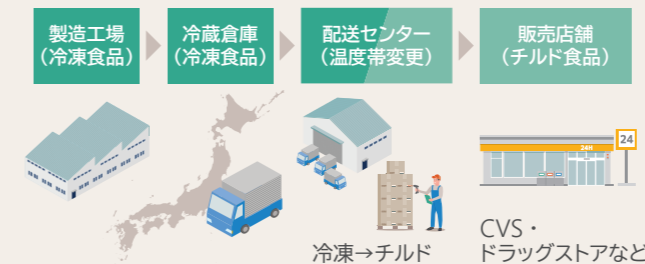 製造工場
（冷凍食品）
冷蔵倉庫
（冷凍食品）
配送センター
（温度帯変更）
販売店舗
（チルド食品）
24
24H
冷凍→チルド
CVS・
ドラッグストアなど